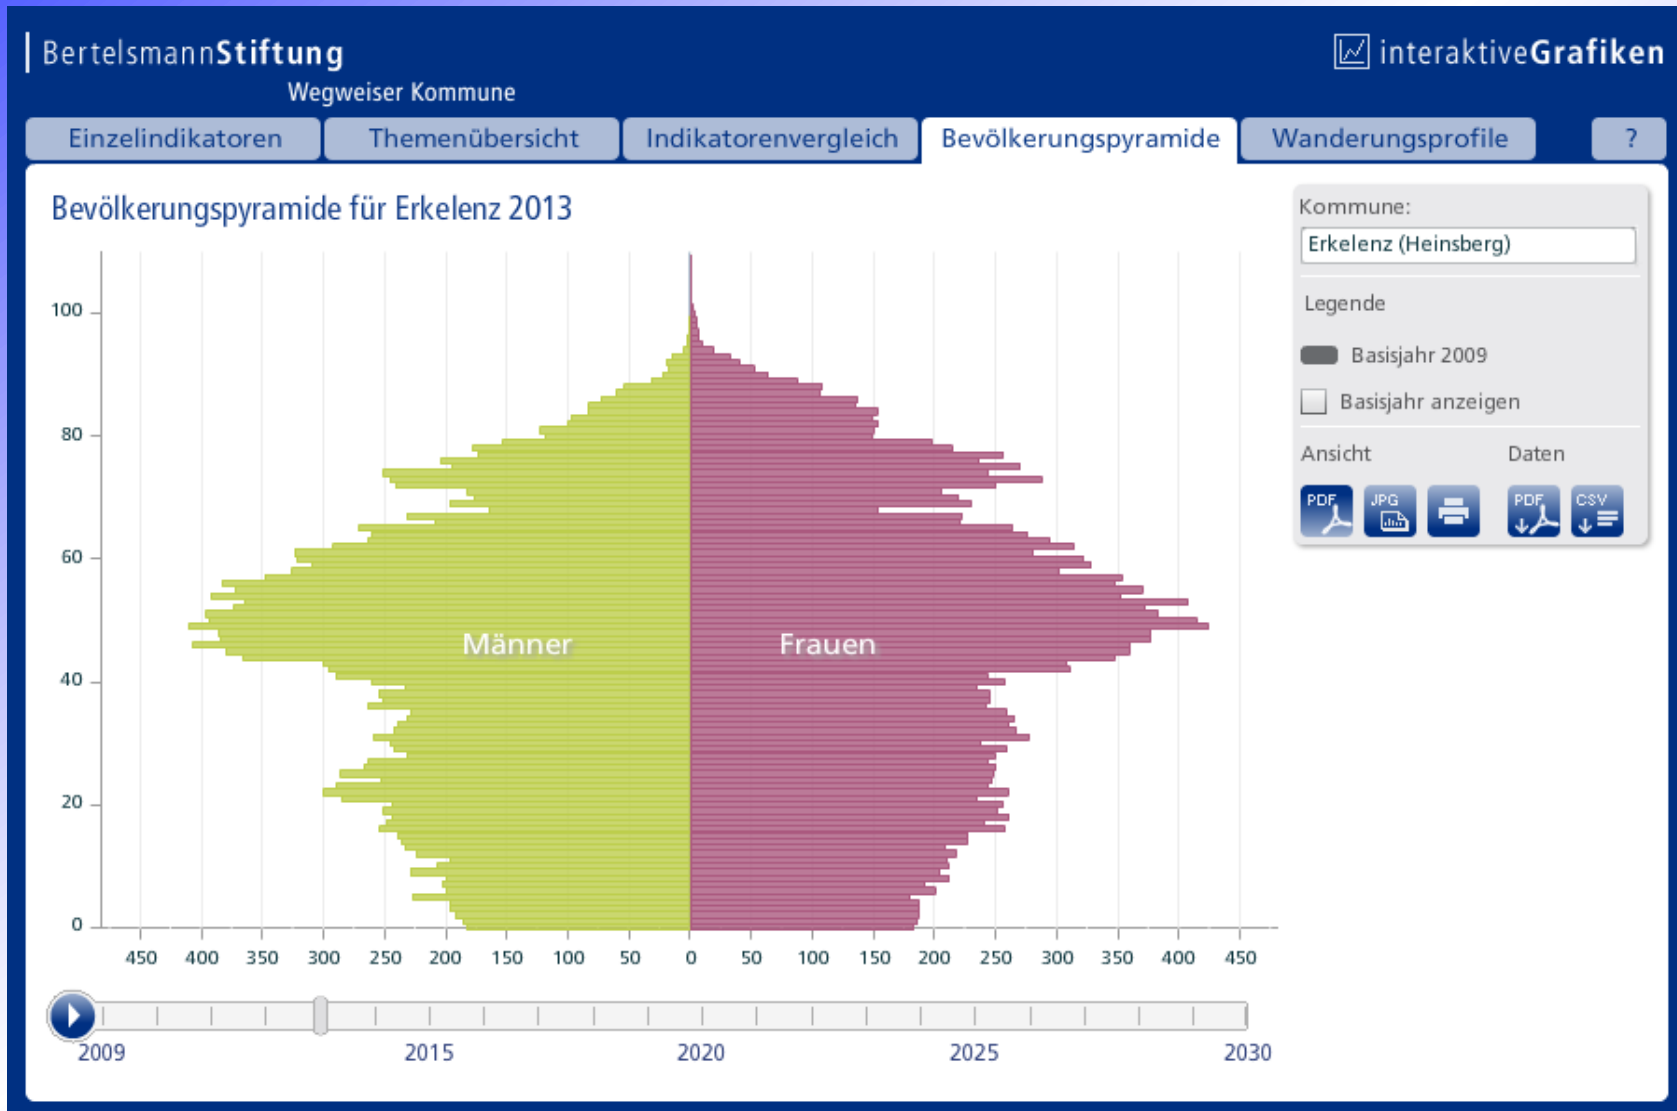 BertelsmannStiftung
interaktiveGrafiken
Wegweiser Kommune
Einzelindikatoren Themenübersicht Indikatorenvergleich Bevölkerungspyramide Wanderungsprofile ?
Bevölkerungspyramide für Erkelenz 2013
Kommune:
Erkelenz (Heinsberg)
Legende
Basisjahr 2009
Basisjahr anzeigen
Ansicht Daten
PDF JPG PDF CSV
100
80
60
40
20
0
Männer Frauen
450 400 350 300 250 200 150 100 50 0 50 100 150 200 250 300 350 400 450
2009 2015 2020 2025 2030